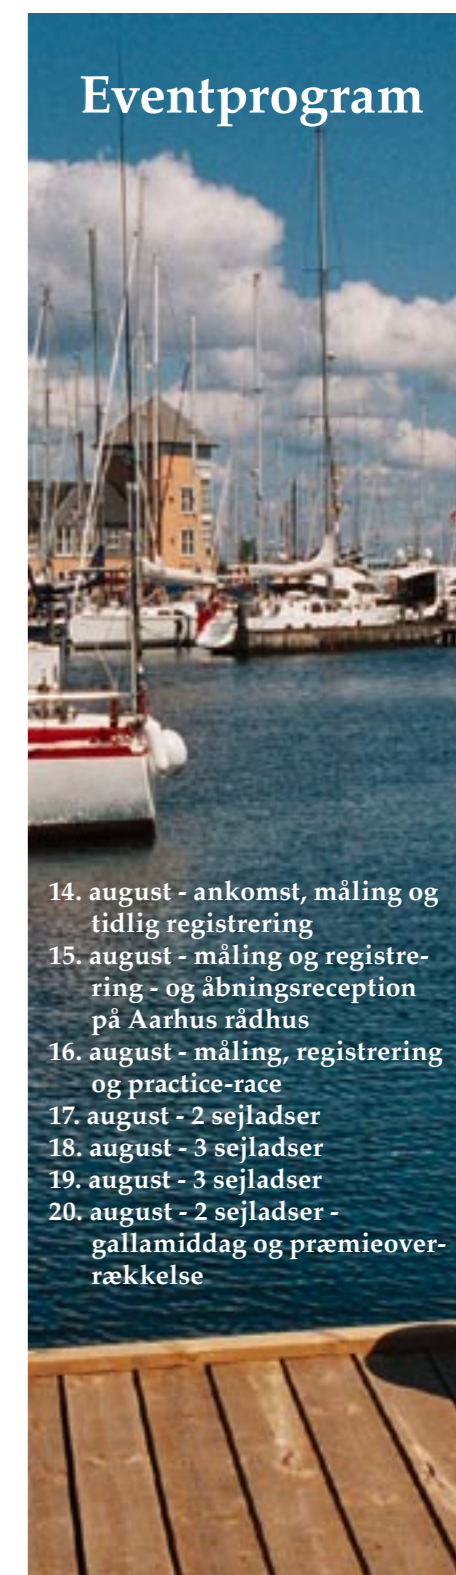 Eventprogram
14. august - ankomst, måling og
tidlig registrering
15. august - måling og registre-
ring - og åbningsreception
på Aarhus rådhus
16. august - måling, registrering
og practice-race
17. august - 2 sejladser
18. august - 3 sejladser
19. august - 3 sejladser
20. august - 2 sejladser -
gallamiddag og præmieover-
rækkelse